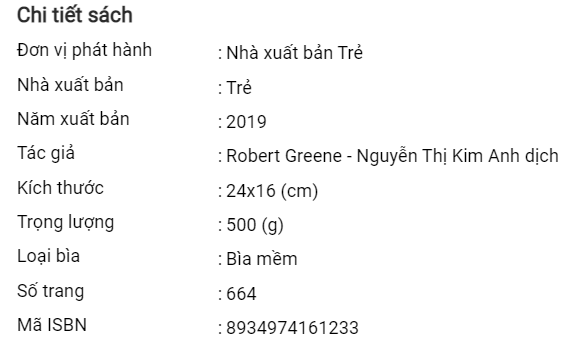 Chi tiết sách
Đơn vị phát hành : Nhà xuất bản Trẻ
Nhà xuất bản : Trẻ
Năm xuất bản : 2019
Tác giả : Robert Greene - Nguyễn Thị Kim Anh dịch
Kích thước : 24x16 (cm)
Trọng lượng : 500 (g)
Loại bìa : Bìa mềm
Số trang : 664
Mã ISBN : 8934974161233